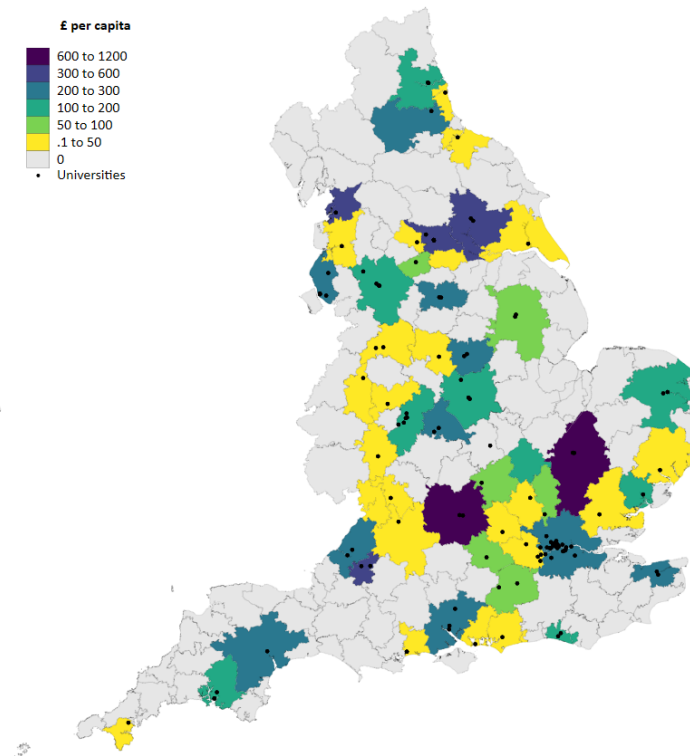 £ per capita
600 to 1200
300 to 600
200 to 300
100 to 200
50 to 100
.1 to 50
0
Universities